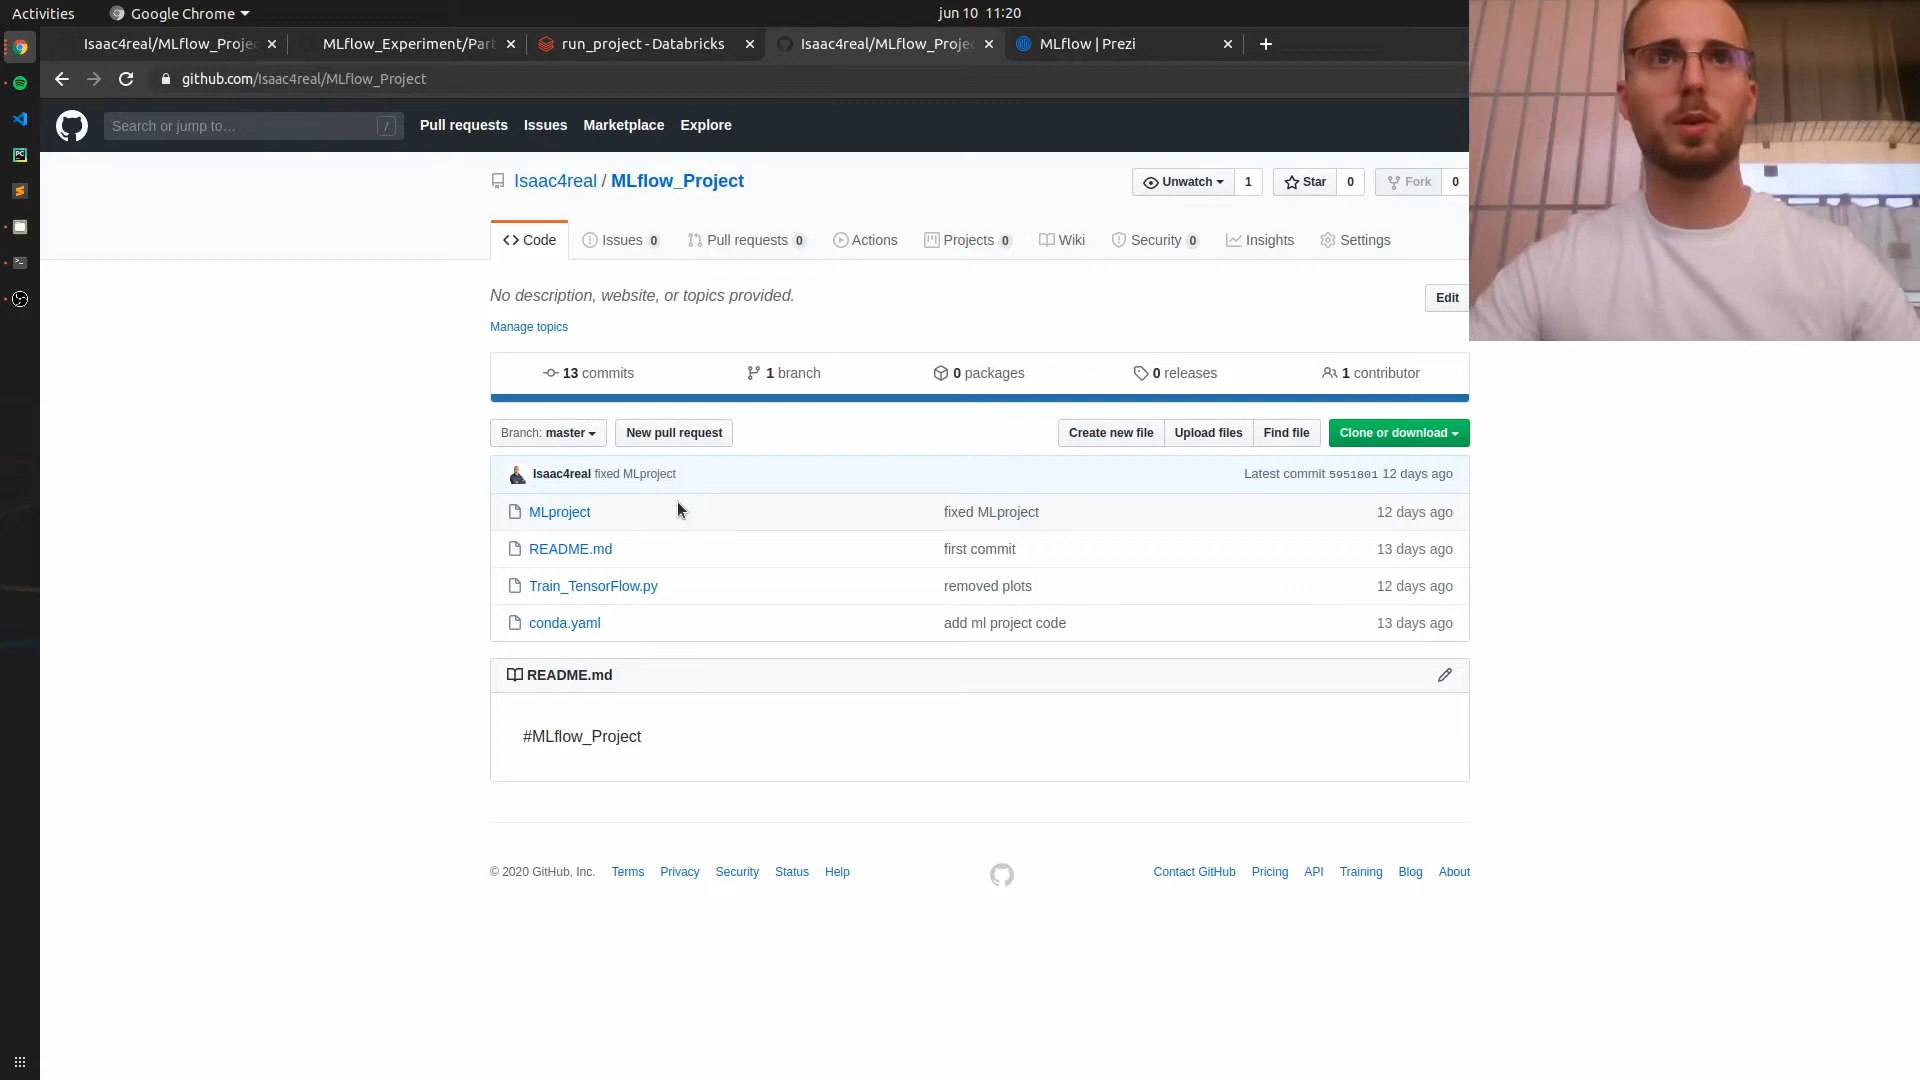 Activities Google Chrome jun 10 11:20
Isaac4real/MLflow_Projec MLflow_Experiment/Part run_project - Databricks Isaac4real/MLflow_Projec MLflow | Prezi
github.com/Isaac4real/MLflow_Project
Search or jump to… / Pull requests Issues Marketplace Explore
Isaac4real / MLflow_Project Unwatch 1 Star 0 Fork 0
Code Issues 0 Pull requests 0 Actions Projects 0 Wiki Security 0 Insights Settings
No description, website, or topics provided. Edit
Manage topics
13 commits 1 branch 0 packages 0 releases 1 contributor
Branch: master New pull request Create new file Upload files Find file Clone or download
Isaac4real fixed MLproject Latest commit 5951801 12 days ago
MLproject fixed MLproject 12 days ago
README.md first commit 13 days ago
Train_TensorFlow.py removed plots 12 days ago
conda.yaml add ml project code 13 days ago
README.md
#MLflow_Project
© 2020 GitHub, Inc. Terms Privacy Security Status Help Contact GitHub Pricing API Training Blog About